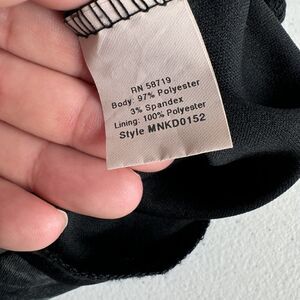 RN 58719
Body: 97% Polyester
3% Spandex
Lining: 100% Polyester
Style MNKD0152